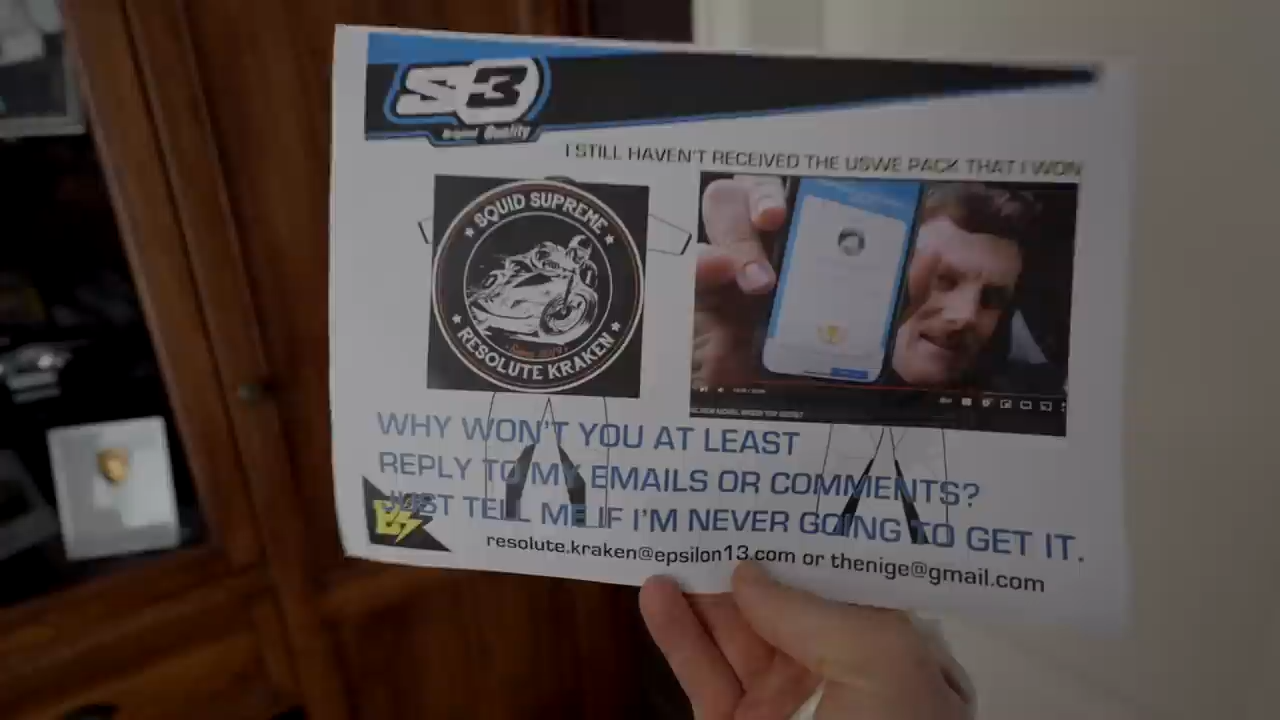 S3
Original Quality
I STILL HAVEN'T RECEIVED THE USWE PACK THAT I WON
SQUID SUPREME
RESOLUTE KRAKEN
WHY WON'T YOU AT LEAST
REPLY TO MY EMAILS OR COMMENTS?
JUST TELL ME IF I'M NEVER GOING TO GET IT.
resolute.kraken@epsilon13.com or thenige@gmail.com